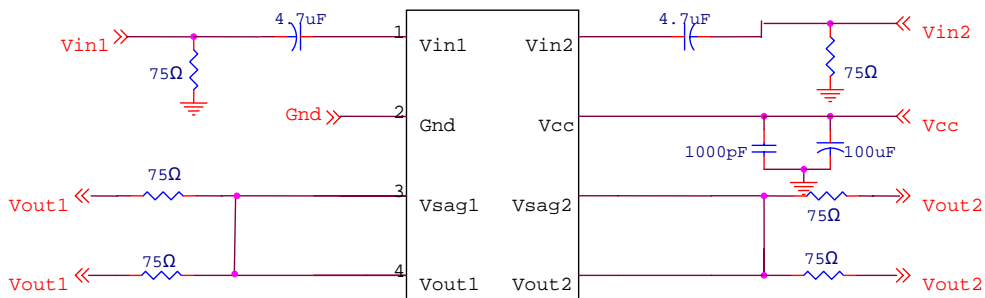 4.7uF 4.7uF
Vin1 1 Vin1 Vin2 Vin2
75Ω 75Ω
Gnd 2 Gnd Vcc Vcc
1000pF 100uF
75Ω 3
Vout1 Vsag1 Vsag2 Vout2
75Ω
75Ω 4 75Ω
Vout1 Vout1 Vout2 Vout2